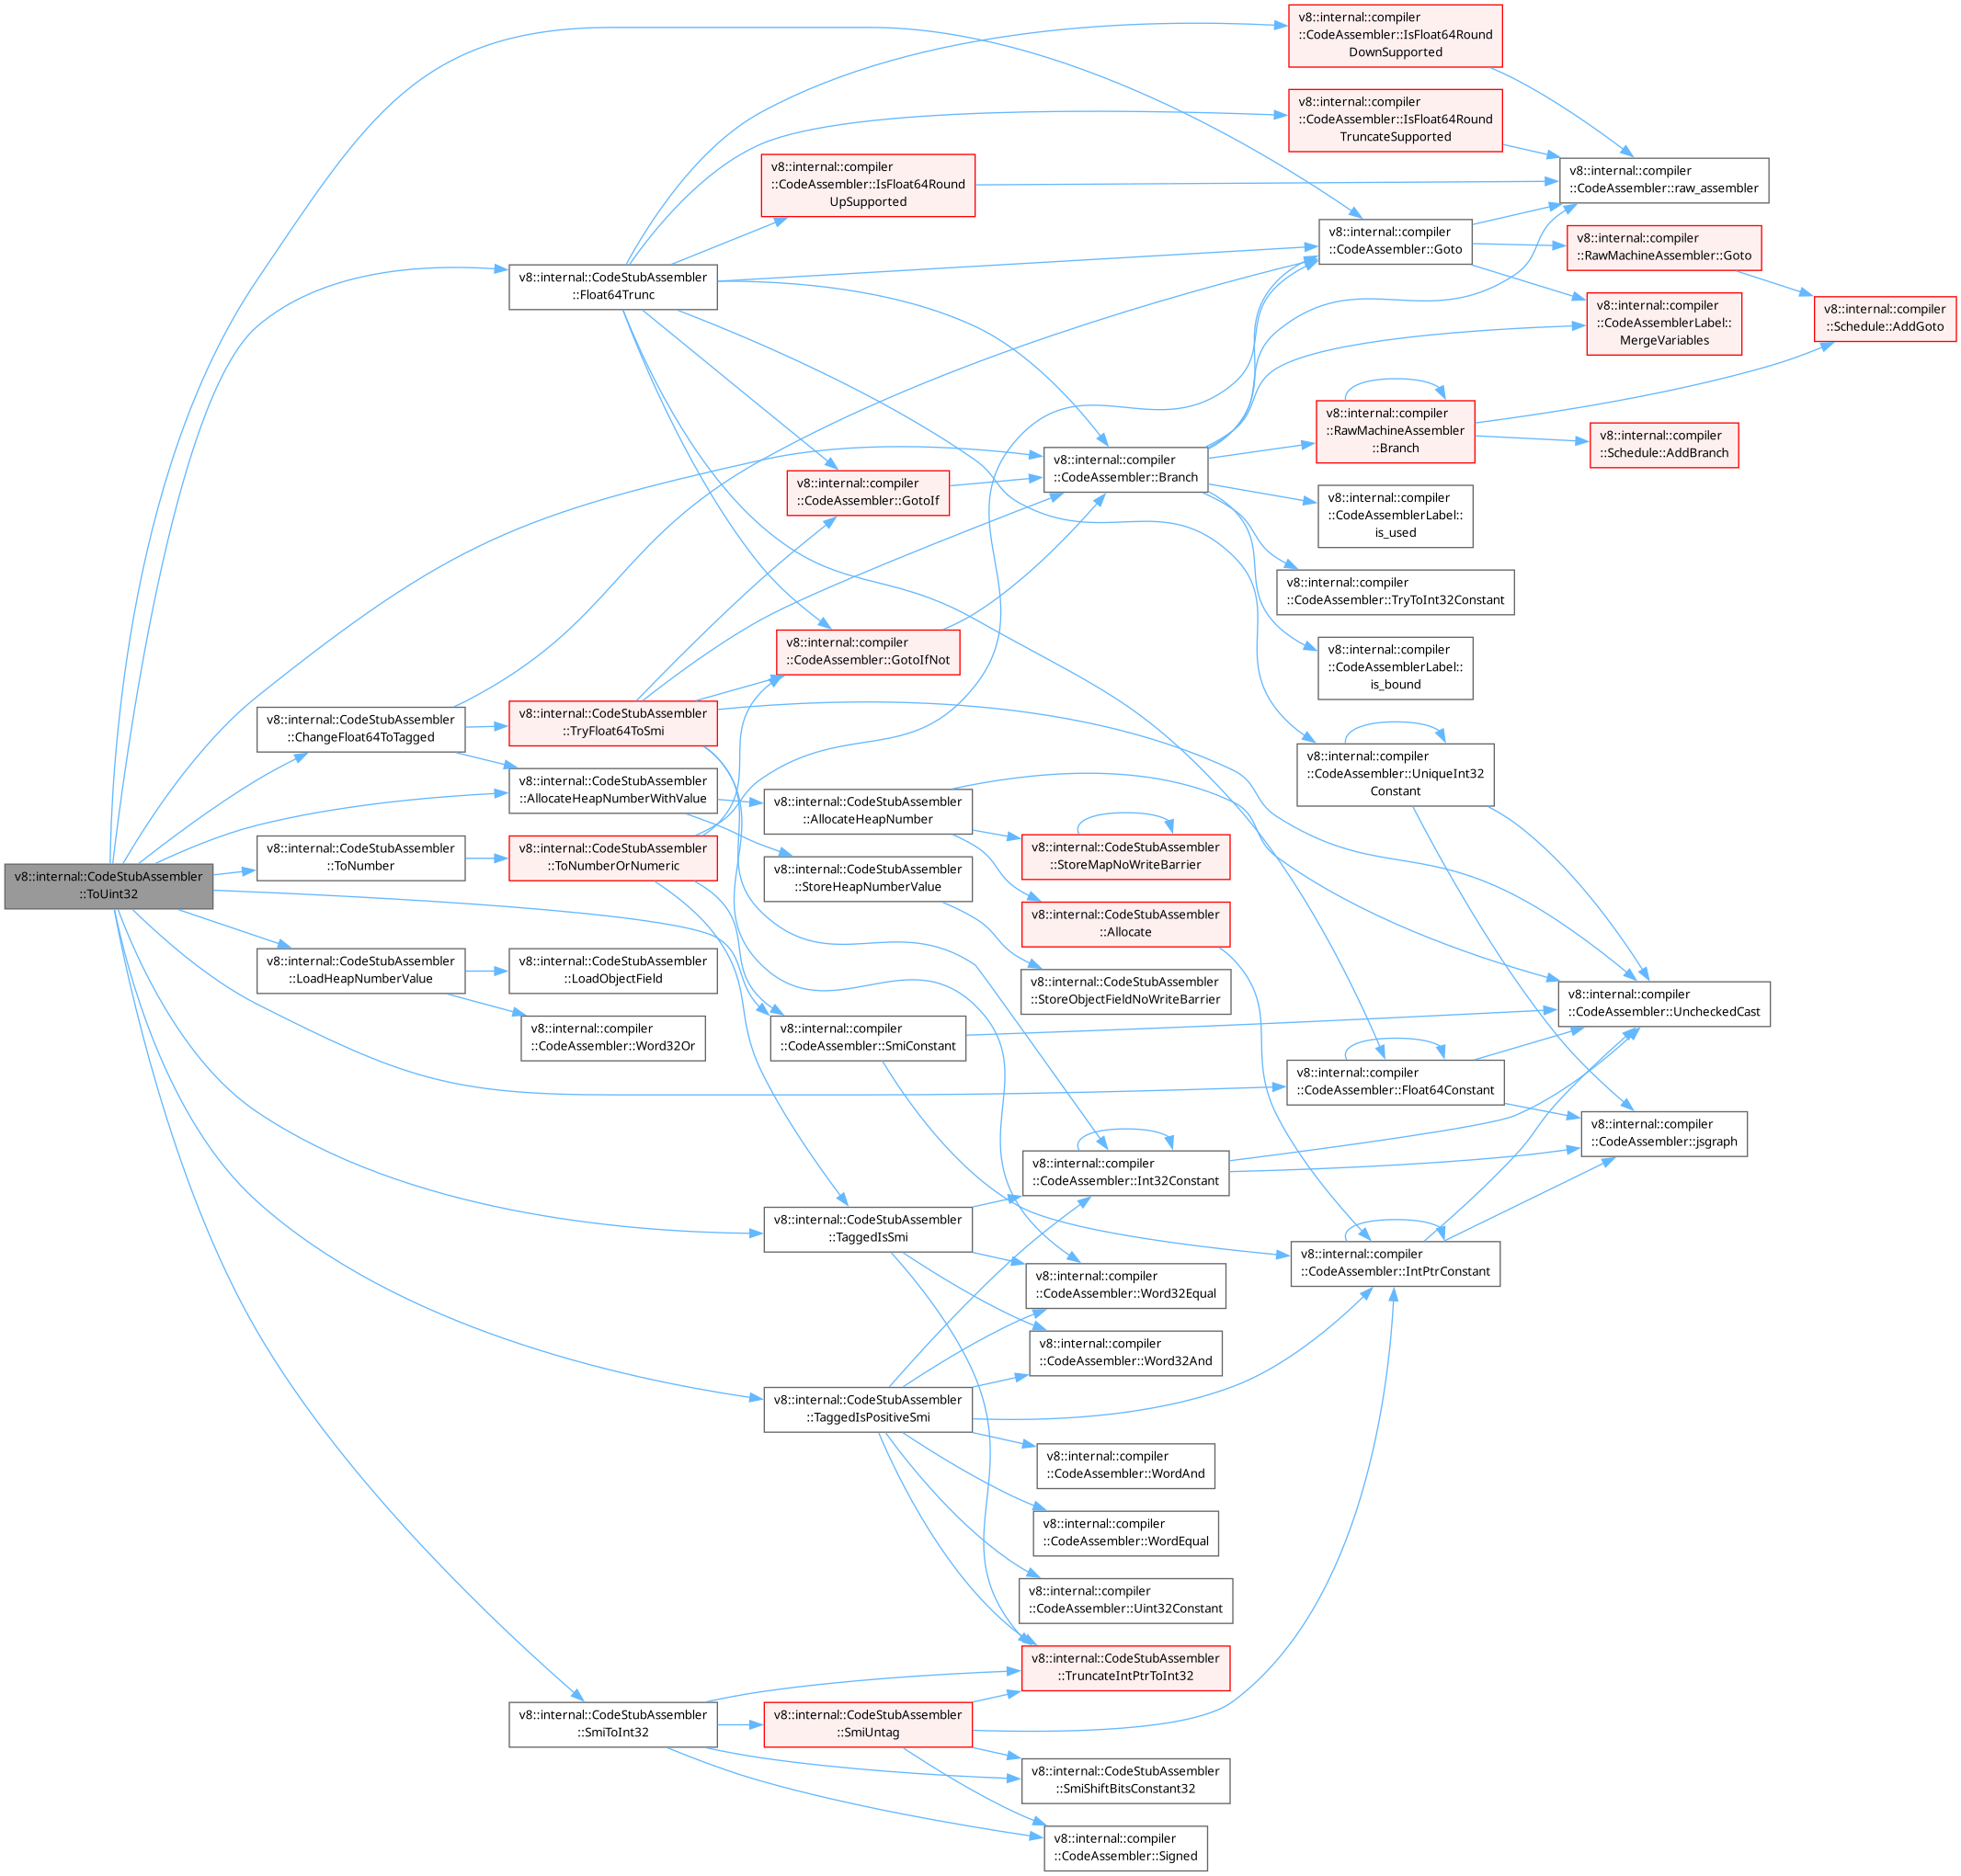 v8::internal::compiler
::CodeAssembler::IsFloat64Round
DownSupported
v8::internal::compiler
::CodeAssembler::IsFloat64Round
TruncateSupported
v8::internal::compiler
::CodeAssembler::IsFloat64Round
UpSupported
v8::internal::compiler
::CodeAssembler::raw_assembler
v8::internal::compiler
::CodeAssembler::Goto
v8::internal::compiler
::RawMachineAssembler::Goto
v8::internal::CodeStubAssembler
::Float64Trunc
v8::internal::compiler
::CodeAssemblerLabel::
MergeVariables
v8::internal::compiler
::Schedule::AddGoto
v8::internal::compiler
::RawMachineAssembler
::Branch
v8::internal::compiler
::Schedule::AddBranch
v8::internal::compiler
::CodeAssembler::Branch
v8::internal::compiler
::CodeAssembler::GotoIf
v8::internal::compiler
::CodeAssemblerLabel::
is_used
v8::internal::compiler
::CodeAssembler::TryToInt32Constant
v8::internal::compiler
::CodeAssembler::GotoIfNot
v8::internal::compiler
::CodeAssemblerLabel::
is_bound
v8::internal::CodeStubAssembler
::ChangeFloat64ToTagged
v8::internal::CodeStubAssembler
::TryFloat64ToSmi
v8::internal::compiler
::CodeAssembler::UniqueInt32
Constant
v8::internal::CodeStubAssembler
::AllocateHeapNumberWithValue
v8::internal::CodeStubAssembler
::AllocateHeapNumber
v8::internal::CodeStubAssembler
::ToNumber
v8::internal::CodeStubAssembler
::ToNumberOrNumeric
v8::internal::CodeStubAssembler
::StoreMapNoWriteBarrier
v8::internal::CodeStubAssembler
::ToUint32
v8::internal::CodeStubAssembler
::StoreHeapNumberValue
v8::internal::CodeStubAssembler
::Allocate
v8::internal::CodeStubAssembler
::LoadHeapNumberValue
v8::internal::CodeStubAssembler
::LoadObjectField
v8::internal::CodeStubAssembler
::StoreObjectFieldNoWriteBarrier
v8::internal::compiler
::CodeAssembler::UncheckedCast
v8::internal::compiler
::CodeAssembler::Word32Or
v8::internal::compiler
::CodeAssembler::SmiConstant
v8::internal::compiler
::CodeAssembler::Float64Constant
v8::internal::compiler
::CodeAssembler::jsgraph
v8::internal::compiler
::CodeAssembler::Int32Constant
v8::internal::CodeStubAssembler
::TaggedIsSmi
v8::internal::compiler
::CodeAssembler::IntPtrConstant
v8::internal::compiler
::CodeAssembler::Word32Equal
v8::internal::compiler
::CodeAssembler::Word32And
v8::internal::CodeStubAssembler
::TaggedIsPositiveSmi
v8::internal::compiler
::CodeAssembler::WordAnd
v8::internal::compiler
::CodeAssembler::WordEqual
v8::internal::compiler
::CodeAssembler::Uint32Constant
v8::internal::CodeStubAssembler
::TruncateIntPtrToInt32
v8::internal::CodeStubAssembler
::SmiToInt32
v8::internal::CodeStubAssembler
::SmiUntag
v8::internal::CodeStubAssembler
::SmiShiftBitsConstant32
v8::internal::compiler
::CodeAssembler::Signed